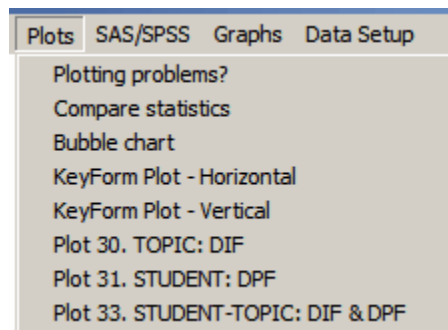 Plots SAS/SPSS Graphs Data Setup
Plotting problems?
Compare statistics
Bubble chart
KeyForm Plot - Horizontal
KeyForm Plot - Vertical
Plot 30. TOPIC: DIF
Plot 31. STUDENT: DPF
Plot 33. STUDENT-TOPIC: DIF & DPF